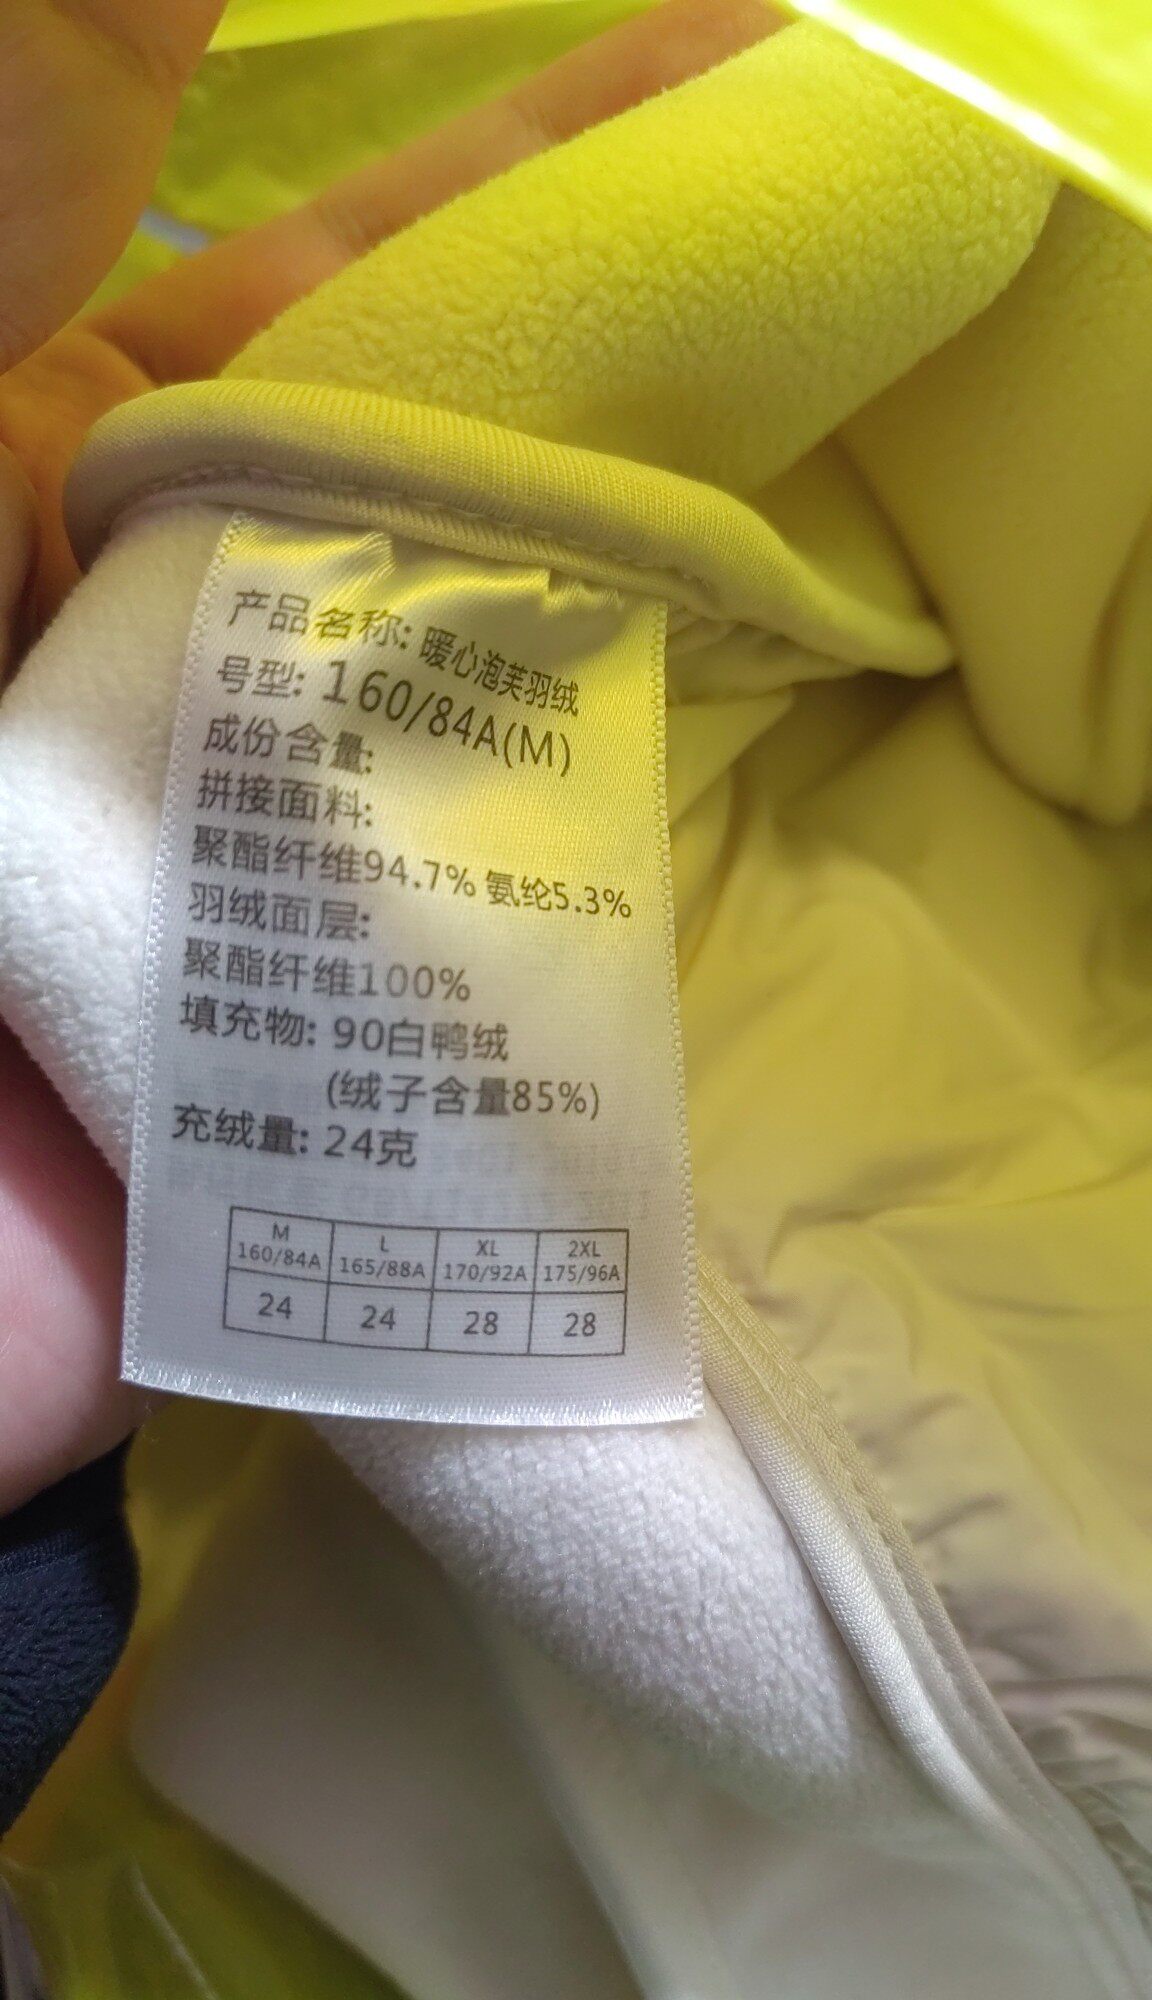 产品名称: 暖心泡芙羽绒
号型: 160/84A(M)
成份含量:
拼接面料:
聚酯纤维94.7% 氨纶5.3%
羽绒面层:
聚酯纤维100%
填充物: 90白鸭绒
(绒子含量85%)
充绒量: 24克
M L XL 2XL
160/84A 165/88A 170/92A 175/96A
24 24 28 28